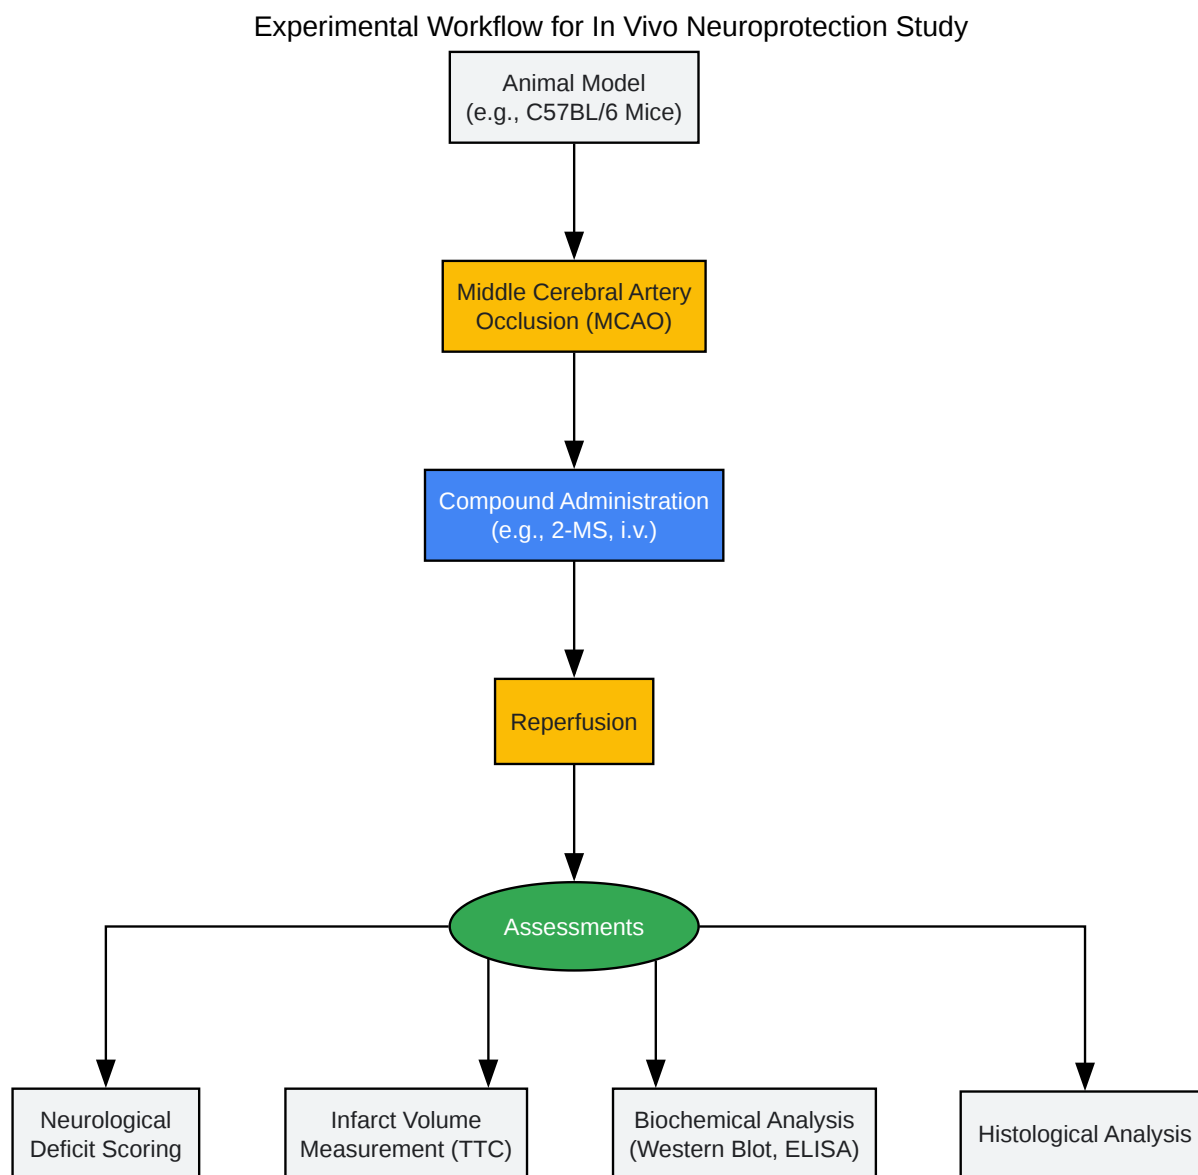 Experimental Workflow for In Vivo Neuroprotection Study
Animal Model
(e.g., C57BL/6 Mice)
Middle Cerebral Artery
Occlusion (MCAO)
Compound Administration
(e.g., 2-MS, i.v.)
Reperfusion
Assessments
Neurological
Deficit Scoring
Infarct Volume
Measurement (TTC)
Biochemical Analysis
(Western Blot, ELISA)
Histological Analysis